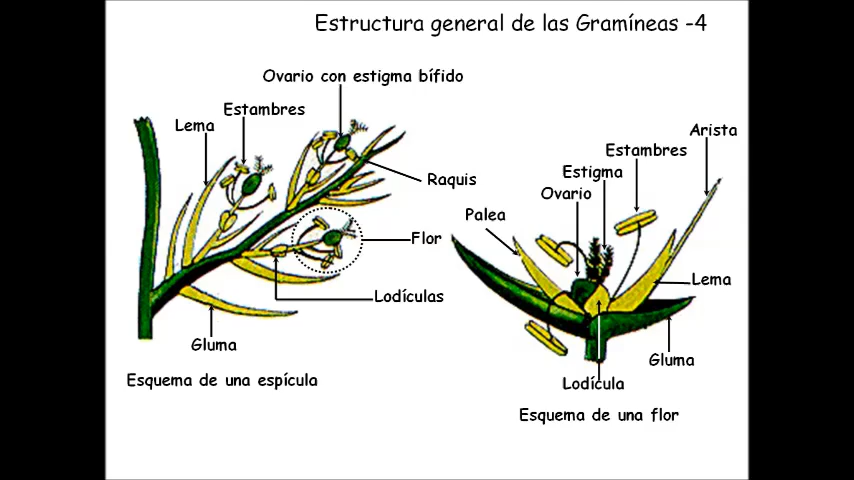 Estructura general de las Gramíneas -4
Ovario con estigma bífido
Estambres
Lema
Raquis
Flor
Lodículas
Gluma
Esquema de una espícula
Arista
Estambres
Estigma
Ovario
Palea
Lema
Gluma
Lodícula
Esquema de una flor